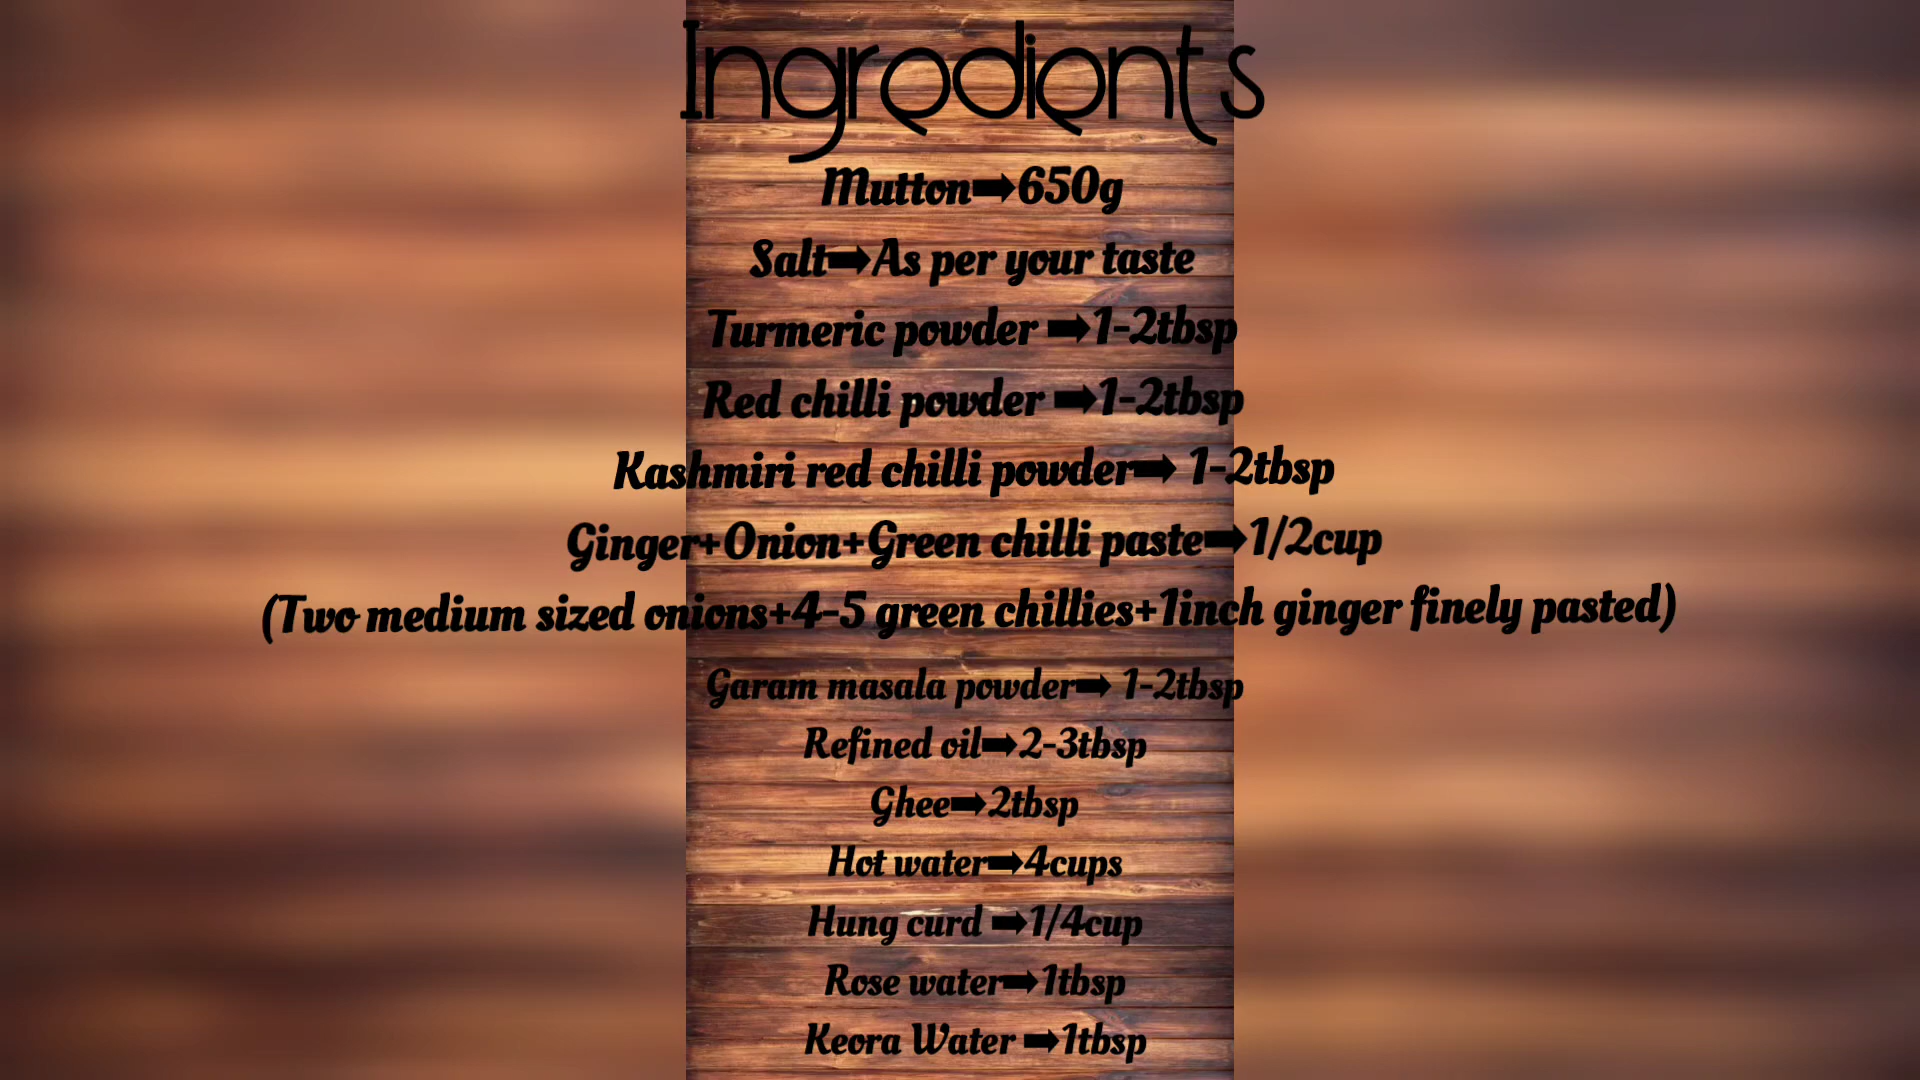 Ingredients
Mutton➡650g
Salt➡As per your taste
Turmeric powder ➡1-2tbsp
Red chilli powder ➡1-2tbsp
Kashmiri red chilli powder➡ 1-2tbsp
Ginger+Onion+Green chilli paste➡1/2cup
(Two medium sized onions+4-5 green chillies+1inch ginger finely pasted)
Garam masala powder➡ 1-2tbsp
Refined oil➡2-3tbsp
Ghee➡2tbsp
Hot water➡4cups
Hung curd ➡1/4cup
Rose water➡1tbsp
Keora Water ➡1tbsp